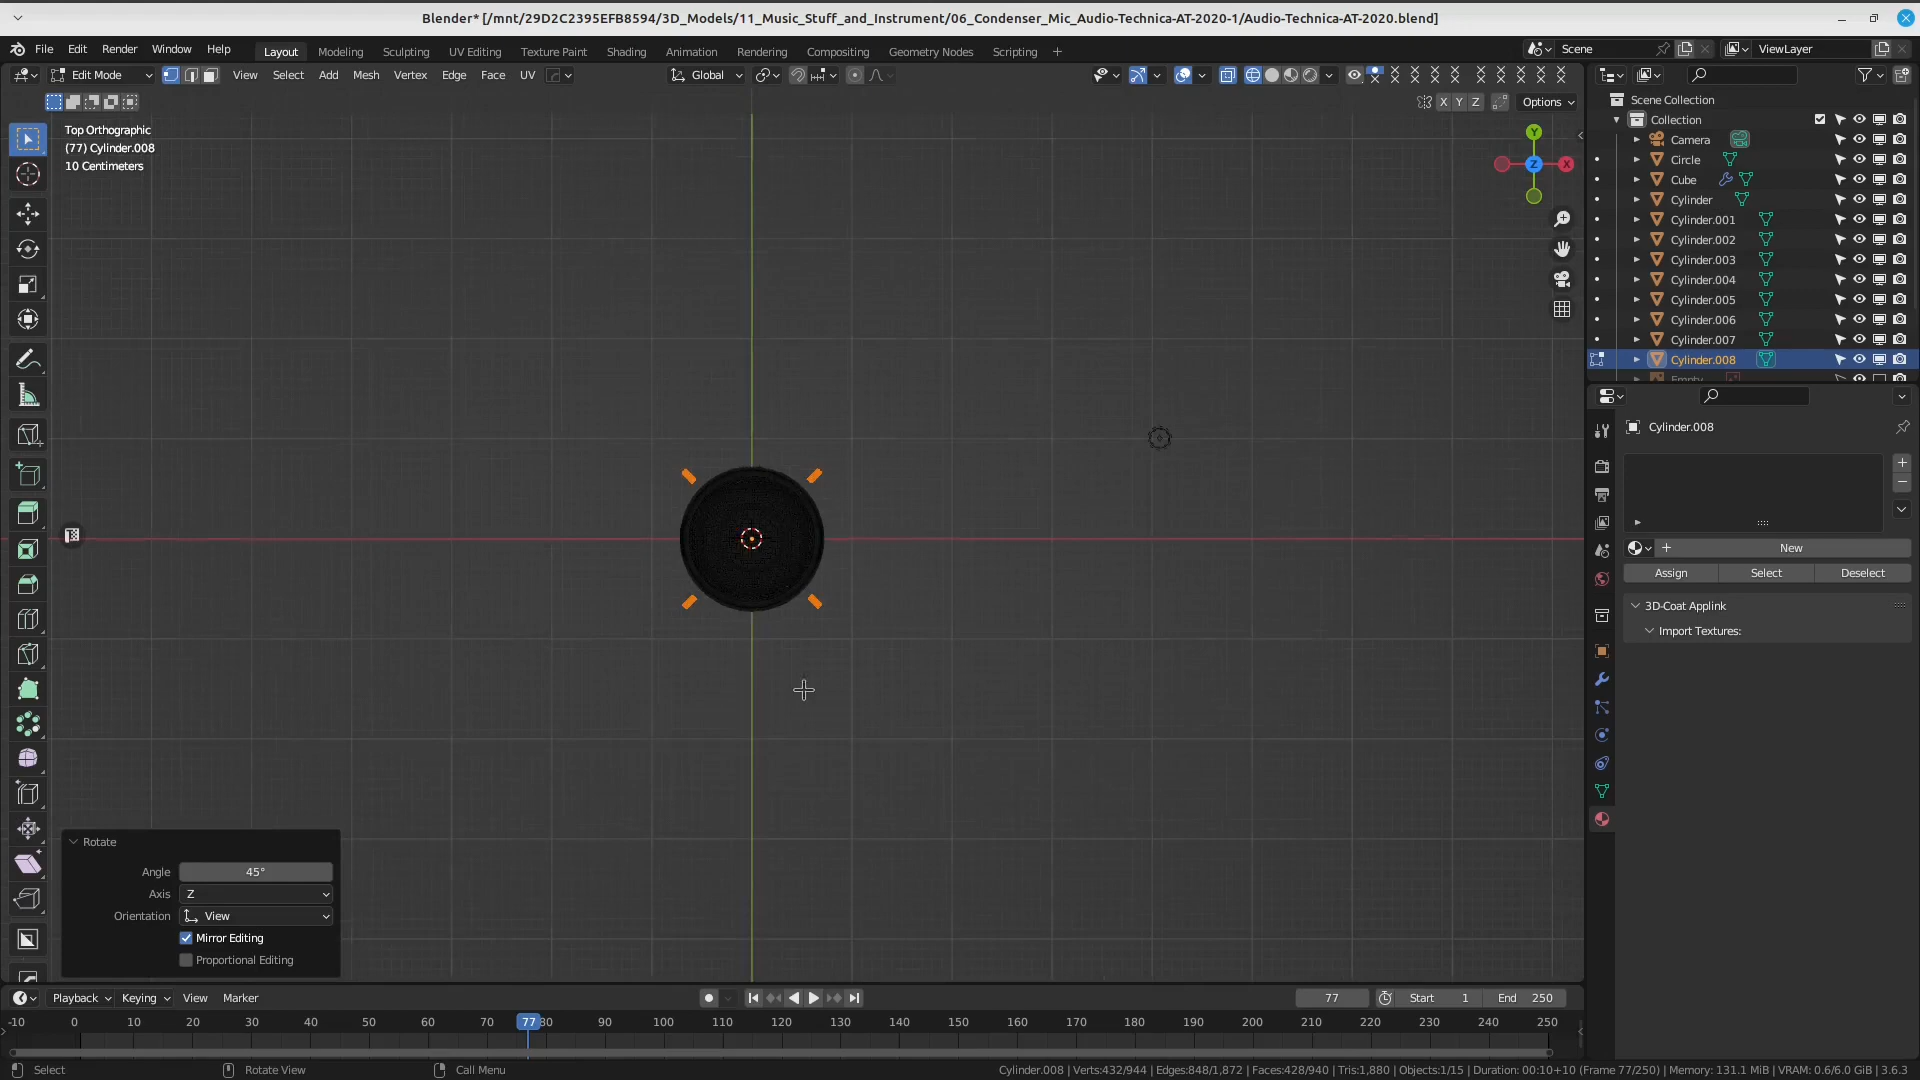 Blender* [/mnt/29D2C2395EFB8594/3D_Models/11_Music_Stuff_and_Instrument/06_Condenser_Mic_Audio-Technica-AT-2020-1/Audio-Technica-AT-2020.blend]
File Edit Render Window Help Layout Modeling Sculpting UV Editing Texture Paint Shading Animation Rendering Compositing Geometry Nodes Scripting + Scene ViewLayer
Edit Mode View Select Add Mesh Vertex Edge Face UV Global
X Y Z Options
Top Orthographic
(77) Cylinder.008
10 Centimeters
Y
Z X
Scene Collection
Collection
Camera
Circle
Cube
Cylinder
Cylinder.001
Cylinder.002
Cylinder.003
Cylinder.004
Cylinder.005
Cylinder.006
Cylinder.007
Cylinder.008
Empty
Cylinder.008
New
Assign Select Deselect
3D-Coat Applink
Import Textures:
Rotate
Angle 45°
Axis Z
Orientation View
Mirror Editing
Proportional Editing
Playback Keying View Marker 77 Start 1 End 250
-10 0 10 20 30 40 50 60 70 77 80 90 100 110 120 130 140 150 160 170 180 190 200 210 220 230 240 250
Select Rotate View Call Menu Cylinder.008 | Verts:432/944 | Edges:848/1,872 | Faces:428/940 | Tris:1,880 | Objects:1/15 | Duration: 00:10+10 (Frame 77/250) | Memory: 131.1 MiB | VRAM: 0.6/6.0 GiB | 3.6.3